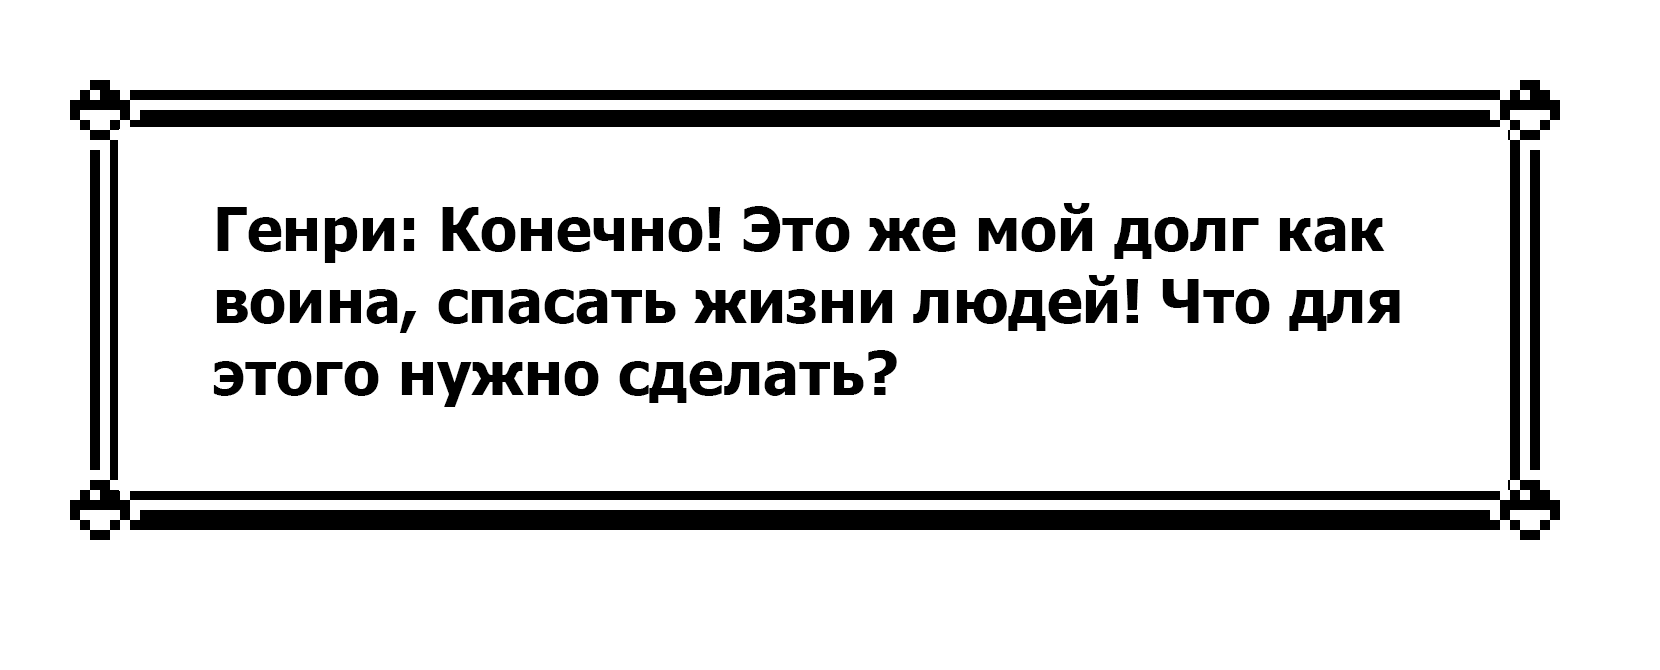 Генри: Конечно! Это же мой долг как
воина, спасать жизни людей! Что для
этого нужно сделать?